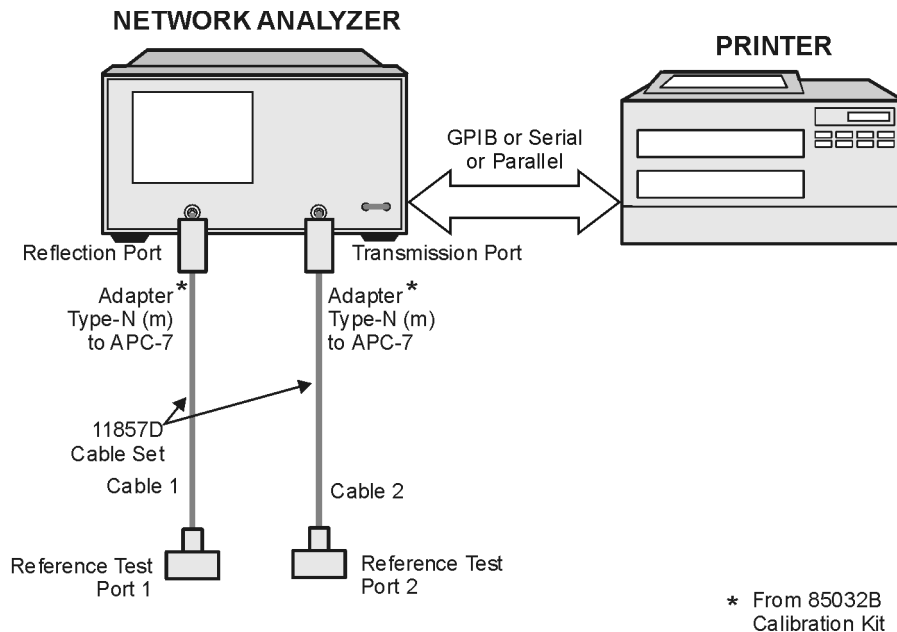 NETWORK ANALYZER
PRINTER
GPIB or Serial
or Parallel
Reflection Port
Transmission Port
Adapter *
Type-N (m)
to APC-7
Adapter *
Type-N (m)
to APC-7
11857D
Cable Set
Cable 1
Cable 2
Reference Test
Port 1
Reference Test
Port 2
* From 85032B
Calibration Kit